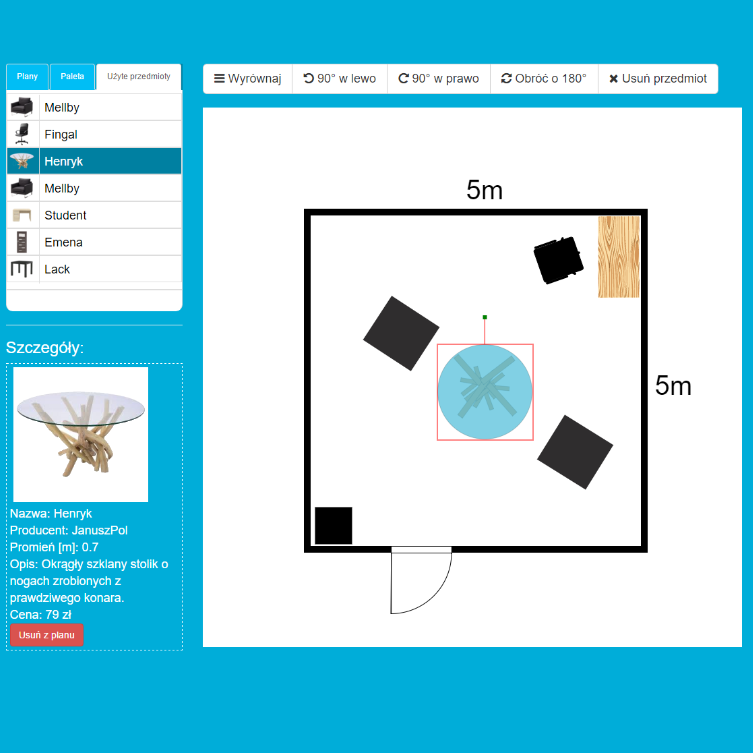 Plany Paleta Użyte przedmioty
Wyrównaj 90° w lewo 90° w prawo Obróć o 180° Usuń przedmiot
Mellby
Fingal
Henryk
Mellby
Student
Emena
Lack
5m
5m
Szczegóły:
Nazwa: Henryk
Producent: JanuszPol
Promień [m]: 0.7
Opis: Okrągły szklany stolik o
nogach zrobionych z
prawdziwego konara.
Cena: 79 zł
Usuń z planu